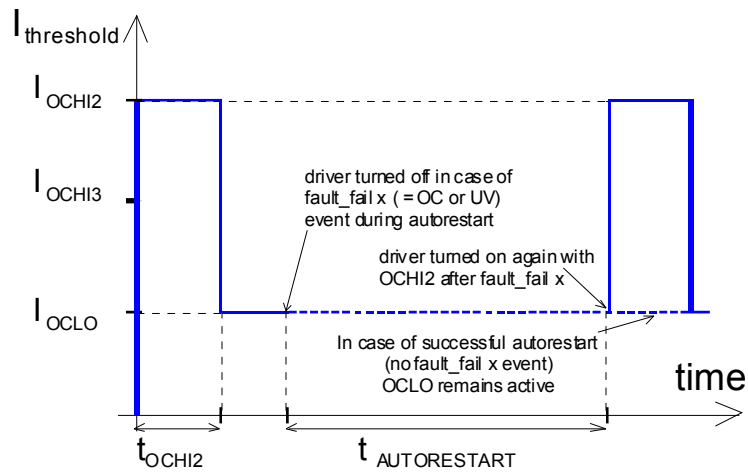 I threshold
I OCHI2
I OCHI3
I OCLO
driver turned off in case of
fault_fail x ( = OC or UV)
event during autorestart
driver turned on again with
OCHI2 after fault_fail x
In case of successful autorestart
(no fault_fail x event)
OCLO remains active
time
t OCHI2
t AUTORESTART